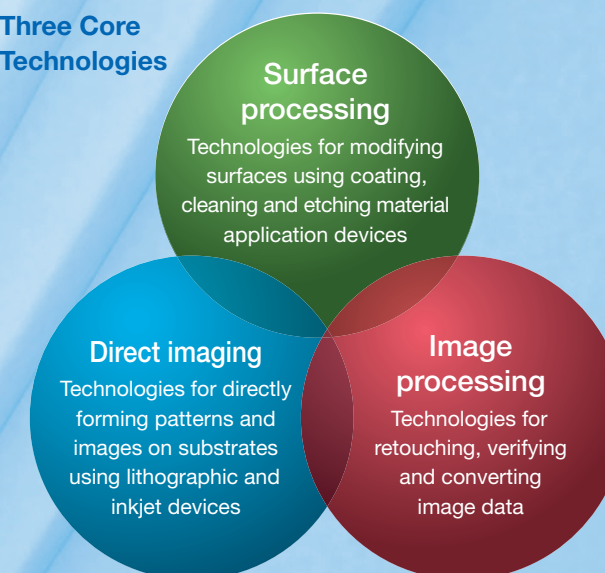 Three Core
Technologies
Surface
processing
Technologies for modifying
surfaces using coating,
cleaning and etching material
application devices
Direct imaging
Technologies for directly
forming patterns and
images on substrates
using lithographic and
inkjet devices
Image
processing
Technologies for
retouching, verifying
and converting
image data